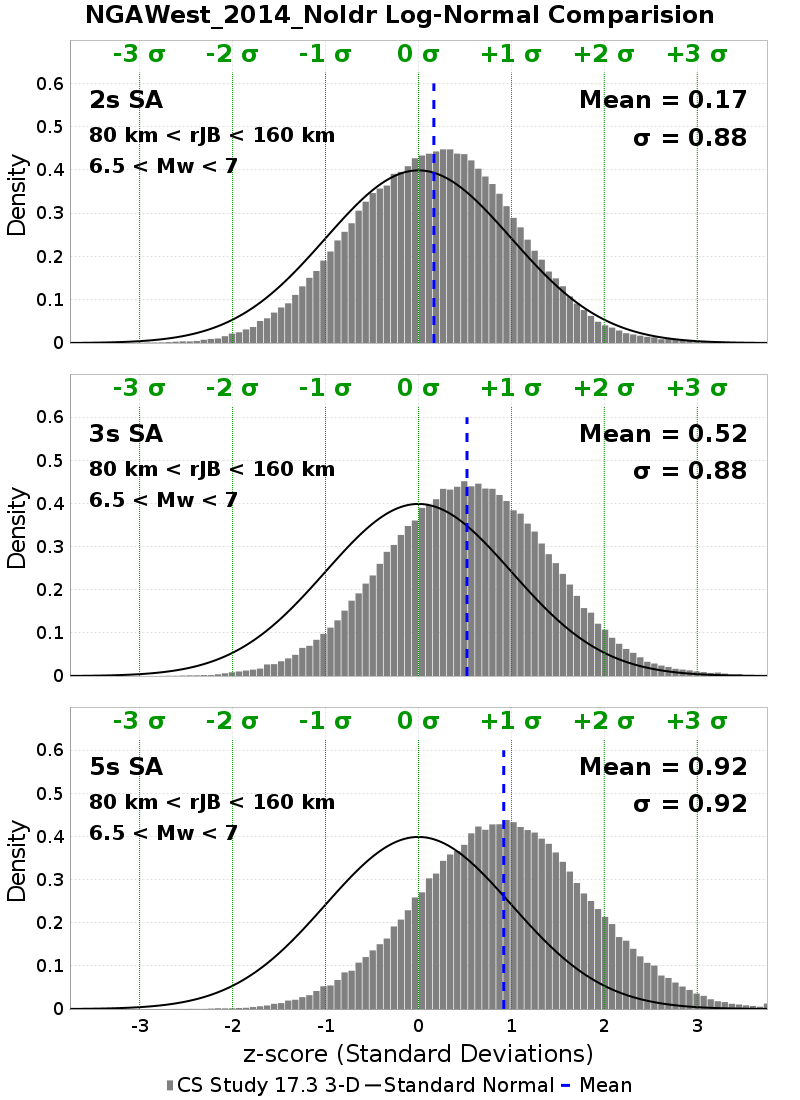 NGAWest_2014_NoIdr Log-Normal Comparision
-3 σ -2 σ -1 σ 0 σ +1 σ +2 σ +3 σ
0.6
2s SA
Mean = 0.17
0.5
80 km < rJB < 160 km
σ = 0.88
0.4
6.5 < Mw < 7
0.3
0.2
0.1
0
Density
-3 σ -2 σ -1 σ 0 σ +1 σ +2 σ +3 σ
0.6
3s SA
Mean = 0.52
0.5
80 km < rJB < 160 km
σ = 0.88
0.4
6.5 < Mw < 7
0.3
0.2
0.1
0
Density
-3 σ -2 σ -1 σ 0 σ +1 σ +2 σ +3 σ
0.6
5s SA
Mean = 0.92
0.5
80 km < rJB < 160 km
σ = 0.92
0.4
6.5 < Mw < 7
0.3
0.2
0.1
0
Density
-3 -2 -1 0 1 2 3
z-score (Standard Deviations)
CS Study 17.3 3-D Standard Normal Mean